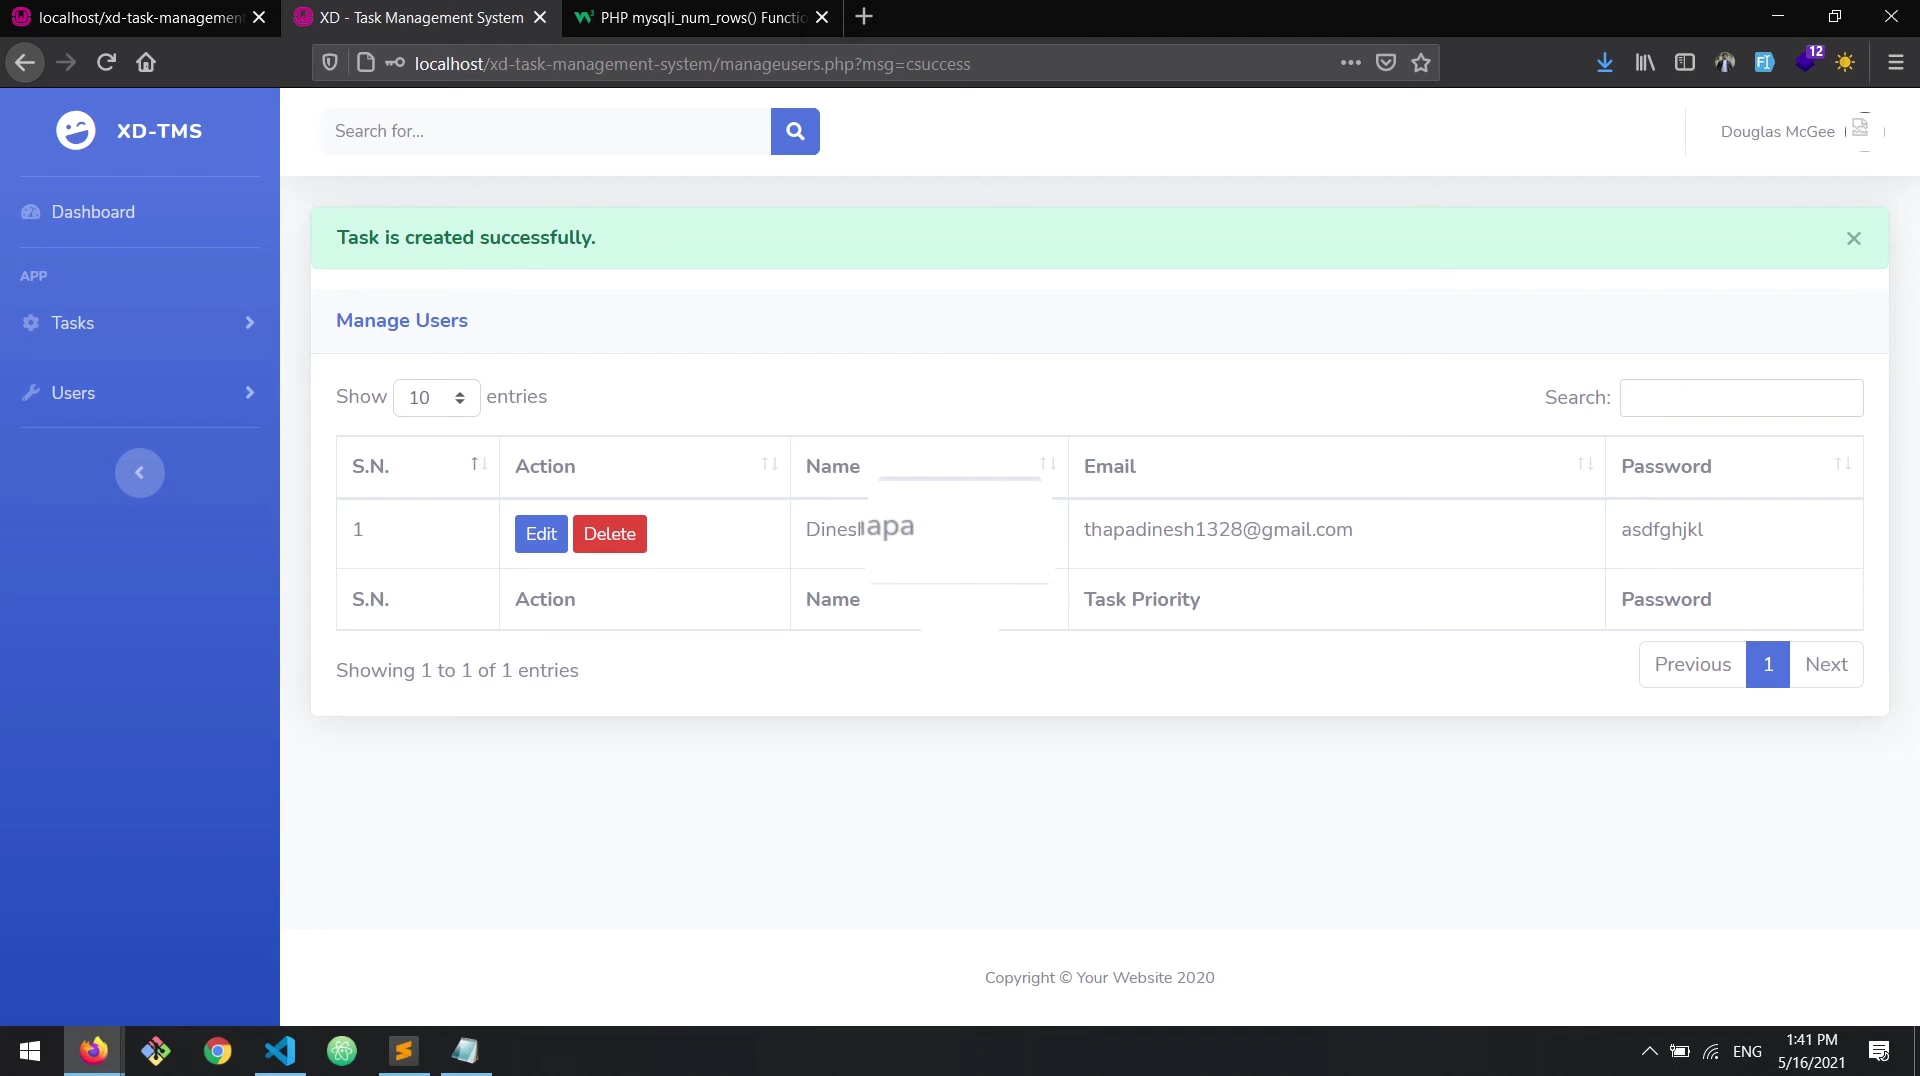 localhost/xd-task-management
XD - Task Management System
PHP mysqli_num_rows() Functio
localhost/xd-task-management-system/manageusers.php?msg=csuccess
12
XD-TMS
Search for...
Douglas McGee
Dashboard
APP
Tasks
Users
Task is created successfully.
×
Manage Users
Show 10 entries
Search:
S.N. Action Name Email Password
1 Edit Delete thapadinesh1328@gmail.com asdfghjkl
S.N. Action Name Task Priority Password
Showing 1 to 1 of 1 entries
Previous 1 Next
Copyright © Your Website 2020
ENG
1:41 PM
5/16/2021